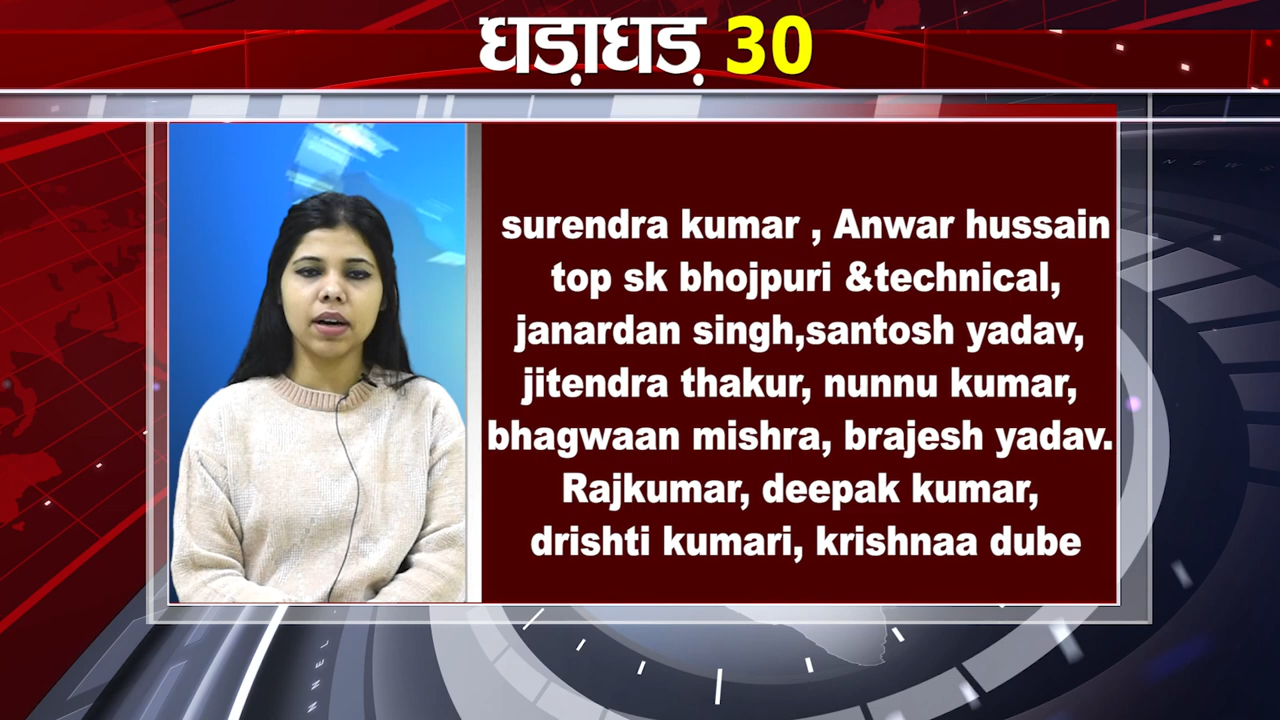 धड़ाधड़ 30
surendra kumar , Anwar hussain
top sk bhojpuri &technical,
janardan singh,santosh yadav,
jitendra thakur, nunnu kumar,
bhagwaan mishra, brajesh yadav.
Rajkumar, deepak kumar,
drishti kumari, krishnaa dube
NEWS